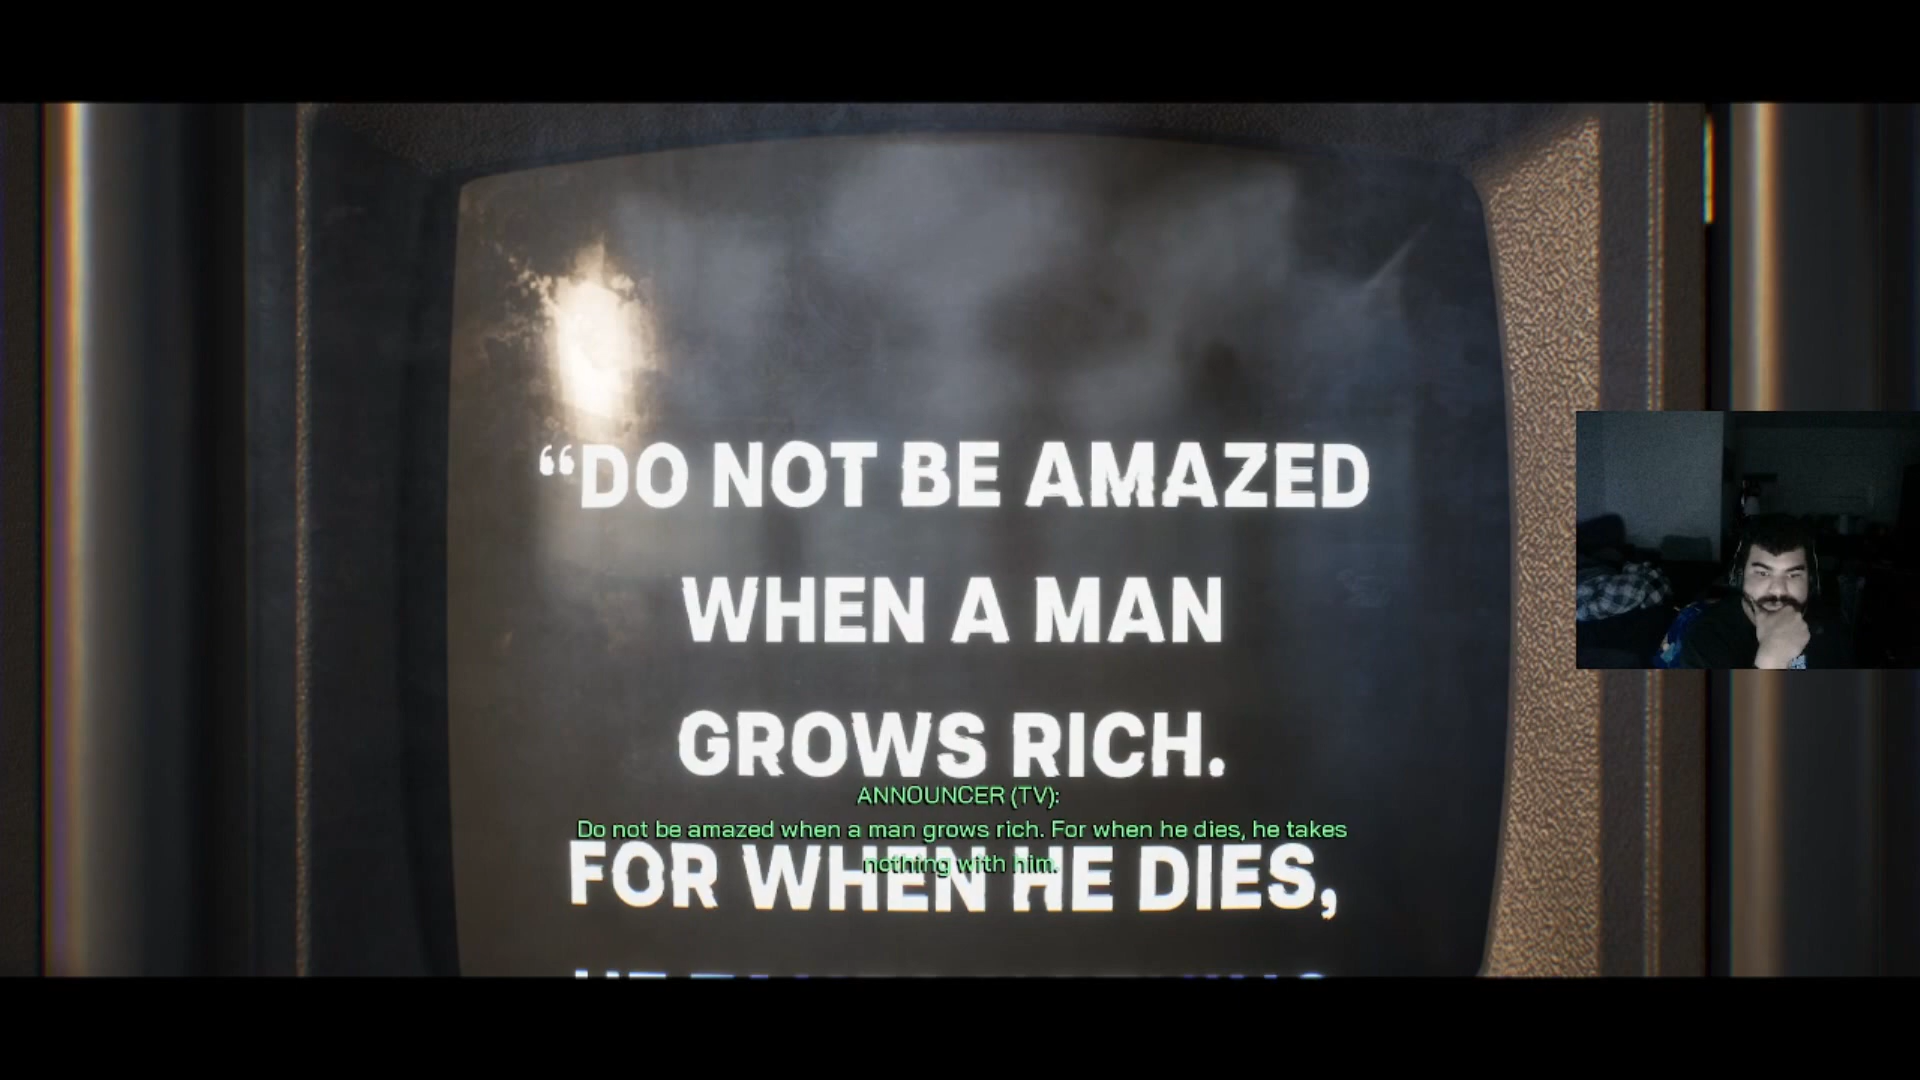 “DO NOT BE AMAZED
WHEN A MAN
GROWS RICH.
ANNOUNCER (TV):
Do not be amazed when a man grows rich. For when he dies, he takes
nothing with him.
FOR WHEN HE DIES,